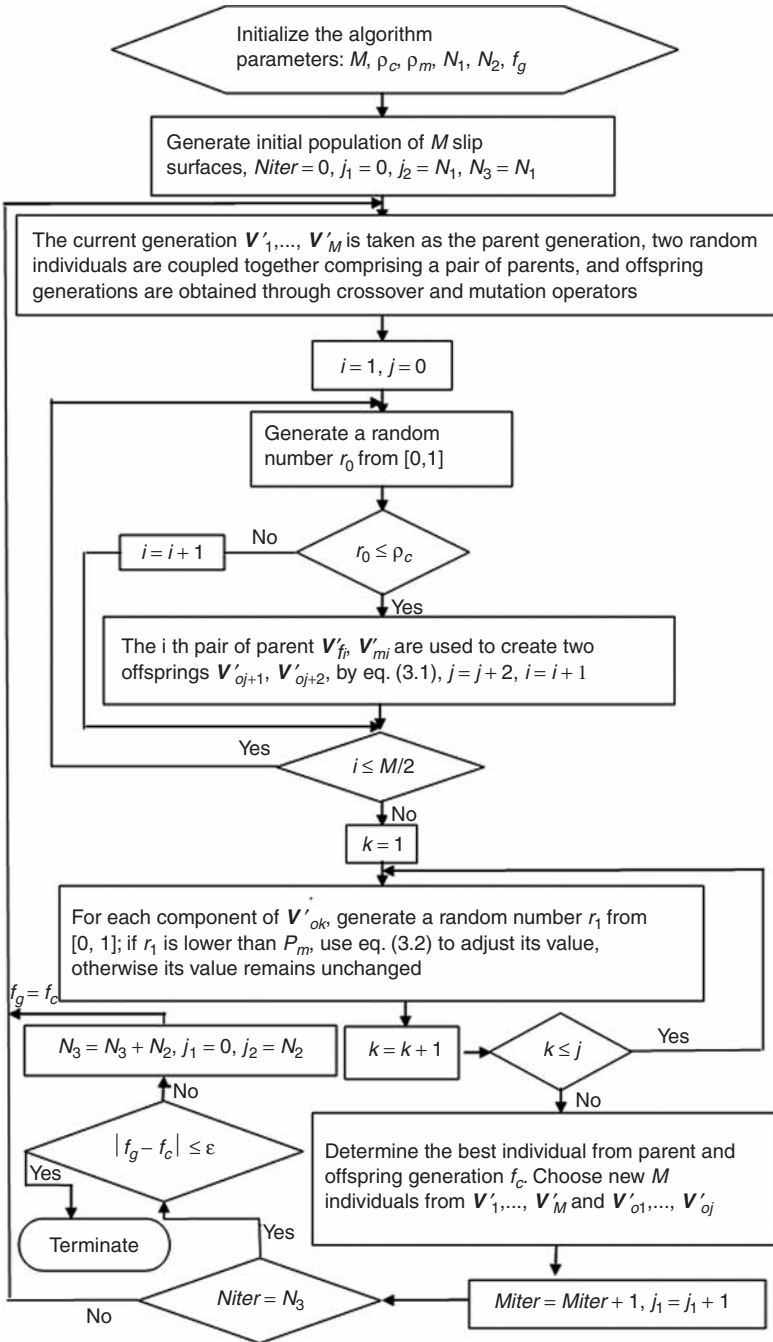 Initialize the algorithm
parameters: M, ρc, ρm, N1, N2, fg
Generate initial population of M slip
surfaces, Niter = 0, j1 = 0, j2 = N1, N3 = N1
The current generation V′1,..., V′M is taken as the parent generation, two random
individuals are coupled together comprising a pair of parents, and offspring
generations are obtained through crossover and mutation operators
i = 1, j = 0
Generate a random
number r0 from [0,1]
r0 ≤ ρc
No
i = i + 1
Yes
The i th pair of parent V′fi, V′mi are used to create two
offsprings V′oj+1, V′oj+2, by eq. (3.1), j = j + 2, i = i + 1
Yes
i ≤ M/2
No
k = 1
For each component of V′ok, generate a random number r1 from
[0, 1]; if r1 is lower than Pm, use eq. (3.2) to adjust its value,
otherwise its value remains unchanged
fg = fc
N3 = N3 + N2, j1 = 0, j2 = N2
k = k + 1
k ≤ j
Yes
No
No
|fg – fc| ≤ ε
Yes
Terminate
Determine the best individual from parent and
offspring generation fc. Choose new M
individuals from V′1,..., V′M and V′o1,..., V′oj
Yes
Niter = N3
No
Miter = Miter + 1, j1 = j1 + 1